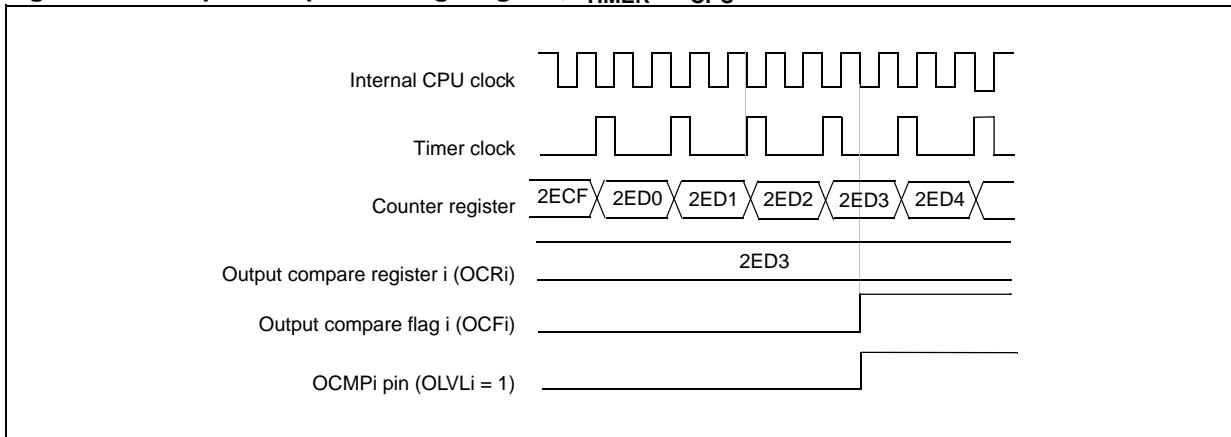 Internal CPU clock
Timer clock
Counter register
2ECF 2ED0 2ED1 2ED2 2ED3 2ED4
Output compare register i (OCRi)
2ED3
Output compare flag i (OCFi)
OCMPi pin (OLVLi = 1)